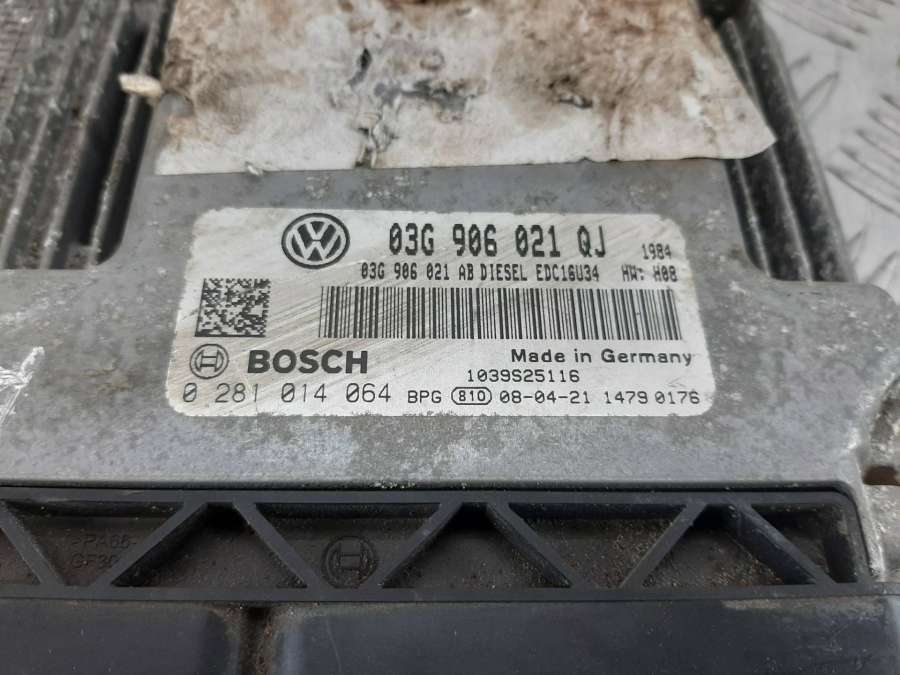 03G 906 021 QJ 1984
03G 906 021 AB DIESEL EDC16U34 HW: H08
BOSCH Made in Germany
1039S25116
0 281 014 064 BPG 810 08-04-21 1479 0176